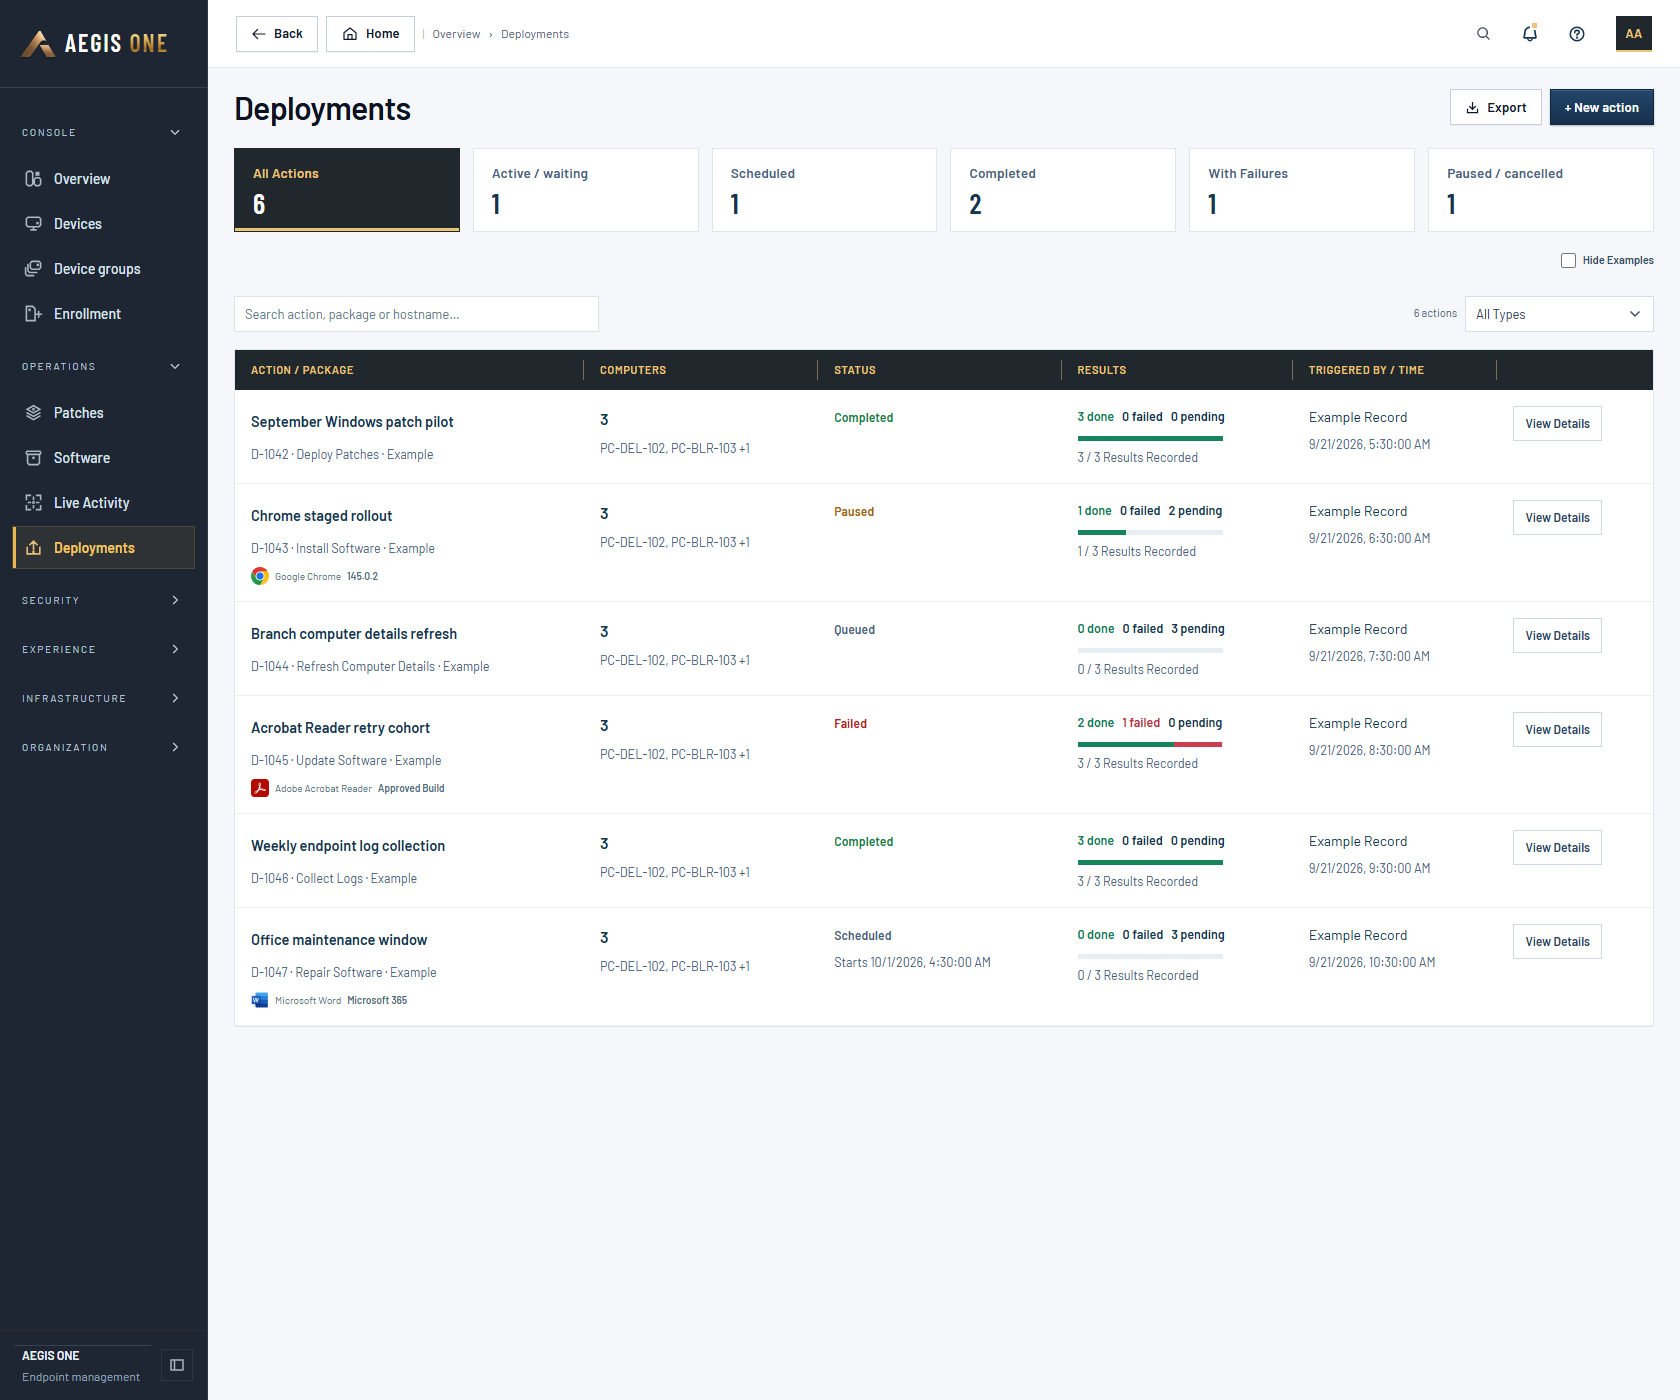 AEGIS ONE
Back
Home
Overview › Deployments
AA
CONSOLE
Overview
Devices
Device groups
Enrollment
OPERATIONS
Patches
Software
Live Activity
Deployments
SECURITY
EXPERIENCE
INFRASTRUCTURE
ORGANIZATION
AEGIS ONE
Endpoint management
Deployments
Export
+ New action
All Actions
6
Active / waiting
1
Scheduled
1
Completed
2
With Failures
1
Paused / cancelled
1
Hide Examples
Search action, package or hostname...
6 actions
All Types
ACTION / PACKAGE COMPUTERS STATUS RESULTS TRIGGERED BY / TIME
September Windows patch pilot
D-1042 · Deploy Patches · Example
3
PC-DEL-102, PC-BLR-103 +1
Completed
3 done 0 failed 0 pending
3 / 3 Results Recorded
Example Record
9/21/2026, 5:30:00 AM
View Details
Chrome staged rollout
D-1043 · Install Software · Example
Google Chrome 145.0.2
3
PC-DEL-102, PC-BLR-103 +1
Paused
1 done 0 failed 2 pending
1 / 3 Results Recorded
Example Record
9/21/2026, 6:30:00 AM
View Details
Branch computer details refresh
D-1044 · Refresh Computer Details · Example
3
PC-DEL-102, PC-BLR-103 +1
Queued
0 done 0 failed 3 pending
0 / 3 Results Recorded
Example Record
9/21/2026, 7:30:00 AM
View Details
Acrobat Reader retry cohort
D-1045 · Update Software · Example
Adobe Acrobat Reader Approved Build
3
PC-DEL-102, PC-BLR-103 +1
Failed
2 done 1 failed 0 pending
3 / 3 Results Recorded
Example Record
9/21/2026, 8:30:00 AM
View Details
Weekly endpoint log collection
D-1046 · Collect Logs · Example
3
PC-DEL-102, PC-BLR-103 +1
Completed
3 done 0 failed 0 pending
3 / 3 Results Recorded
Example Record
9/21/2026, 9:30:00 AM
View Details
Office maintenance window
D-1047 · Repair Software · Example
Microsoft Word Microsoft 365
3
PC-DEL-102, PC-BLR-103 +1
Scheduled
Starts 10/1/2026, 4:30:00 AM
0 done 0 failed 3 pending
0 / 3 Results Recorded
Example Record
9/21/2026, 10:30:00 AM
View Details